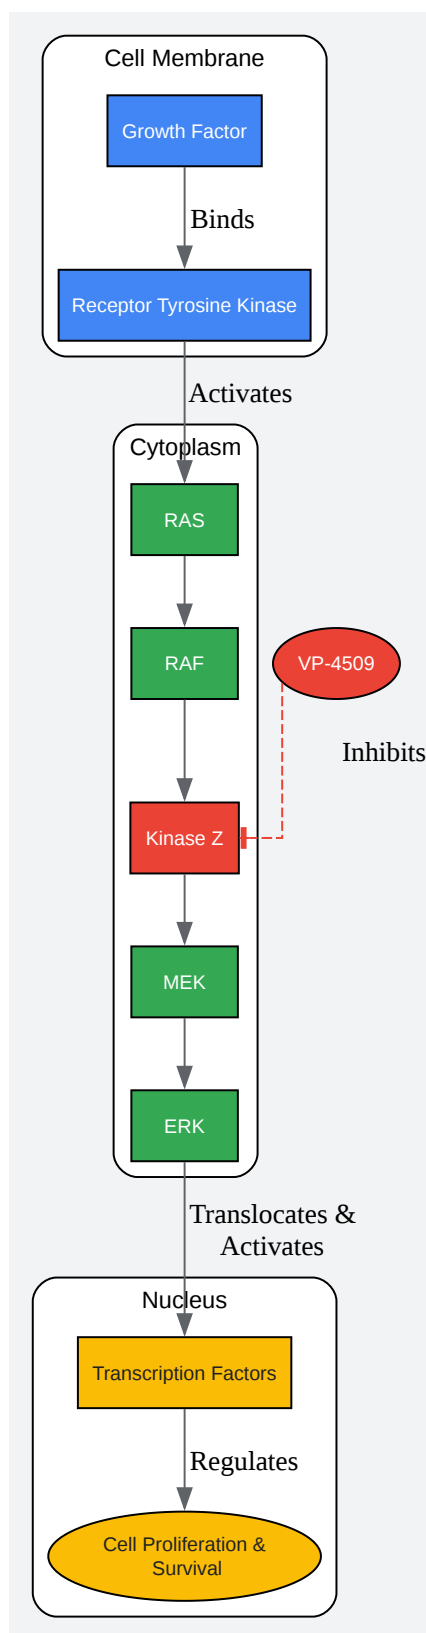 Cell Membrane
Growth Factor
Binds
Receptor Tyrosine Kinase
Activates
Cytoplasm
RAS
RAF
VP-4509
Inhibits
Kinase Z
MEK
ERK
Translocates &
Activates
Nucleus
Transcription Factors
Regulates
Cell Proliferation &
Survival